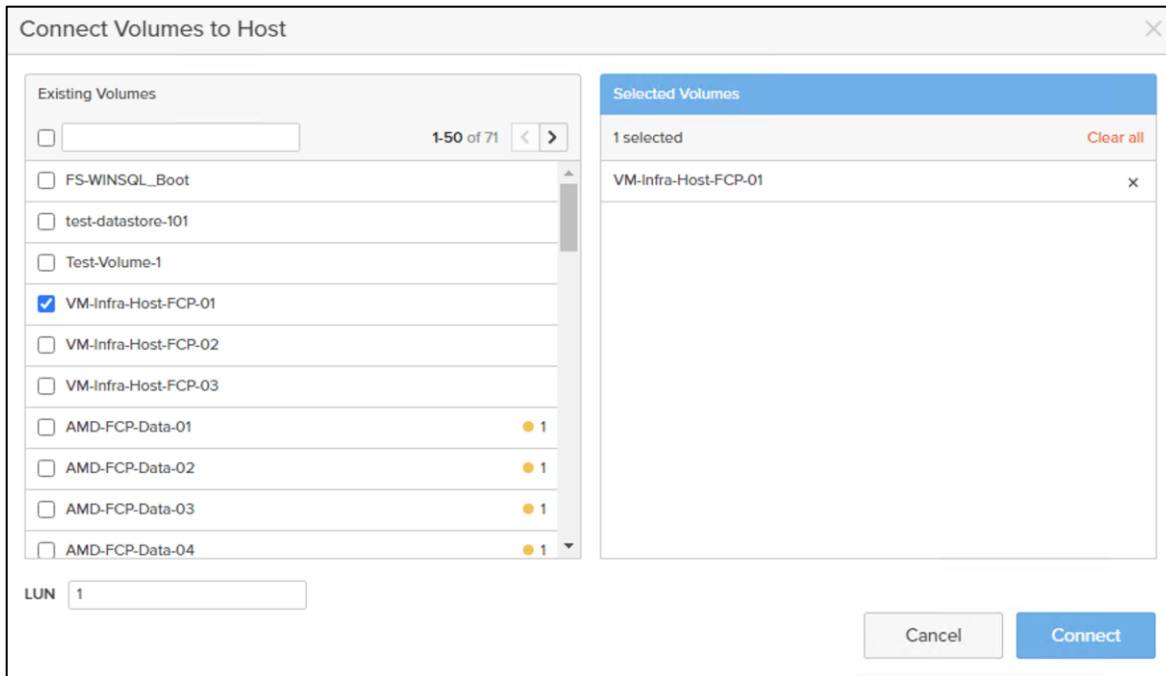 Connect Volumes to Host
Existing Volumes
1-50 of 71
FS-WINSQL_Boot
test-datastore-101
Test-Volume-1
VM-Infra-Host-FCP-01
VM-Infra-Host-FCP-02
VM-Infra-Host-FCP-03
AMD-FCP-Data-01 1
AMD-FCP-Data-02 1
AMD-FCP-Data-03 1
AMD-FCP-Data-04 1
Selected Volumes
1 selected Clear all
VM-Infra-Host-FCP-01
LUN 1
Cancel Connect